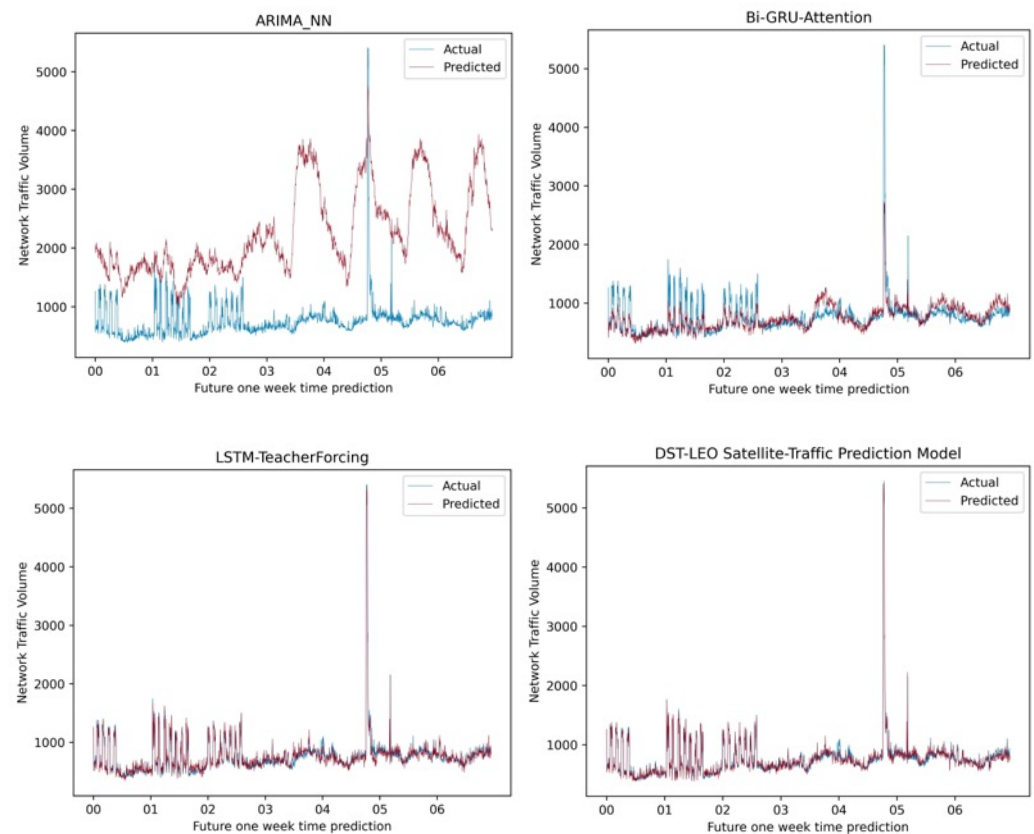 ARIMA_NN
Actual
Predicted
Network Traffic Volume
5000
4000
3000
2000
1000
00 01 02 03 04 05 06
Future one week time prediction
Bi-GRU-Attention
Actual
Predicted
Network Traffic Volume
5000
4000
3000
2000
1000
00 01 02 03 04 05 06
Future one week time prediction
LSTM-TeacherForcing
Actual
Predicted
Network Traffic Volume
5000
4000
3000
2000
1000
00 01 02 03 04 05 06
Future one week time prediction
DST-LEO Satellite-Traffic Prediction Model
Actual
Predicted
Network Traffic Volume
5000
4000
3000
2000
1000
00 01 02 03 04 05 06
Future one week time prediction